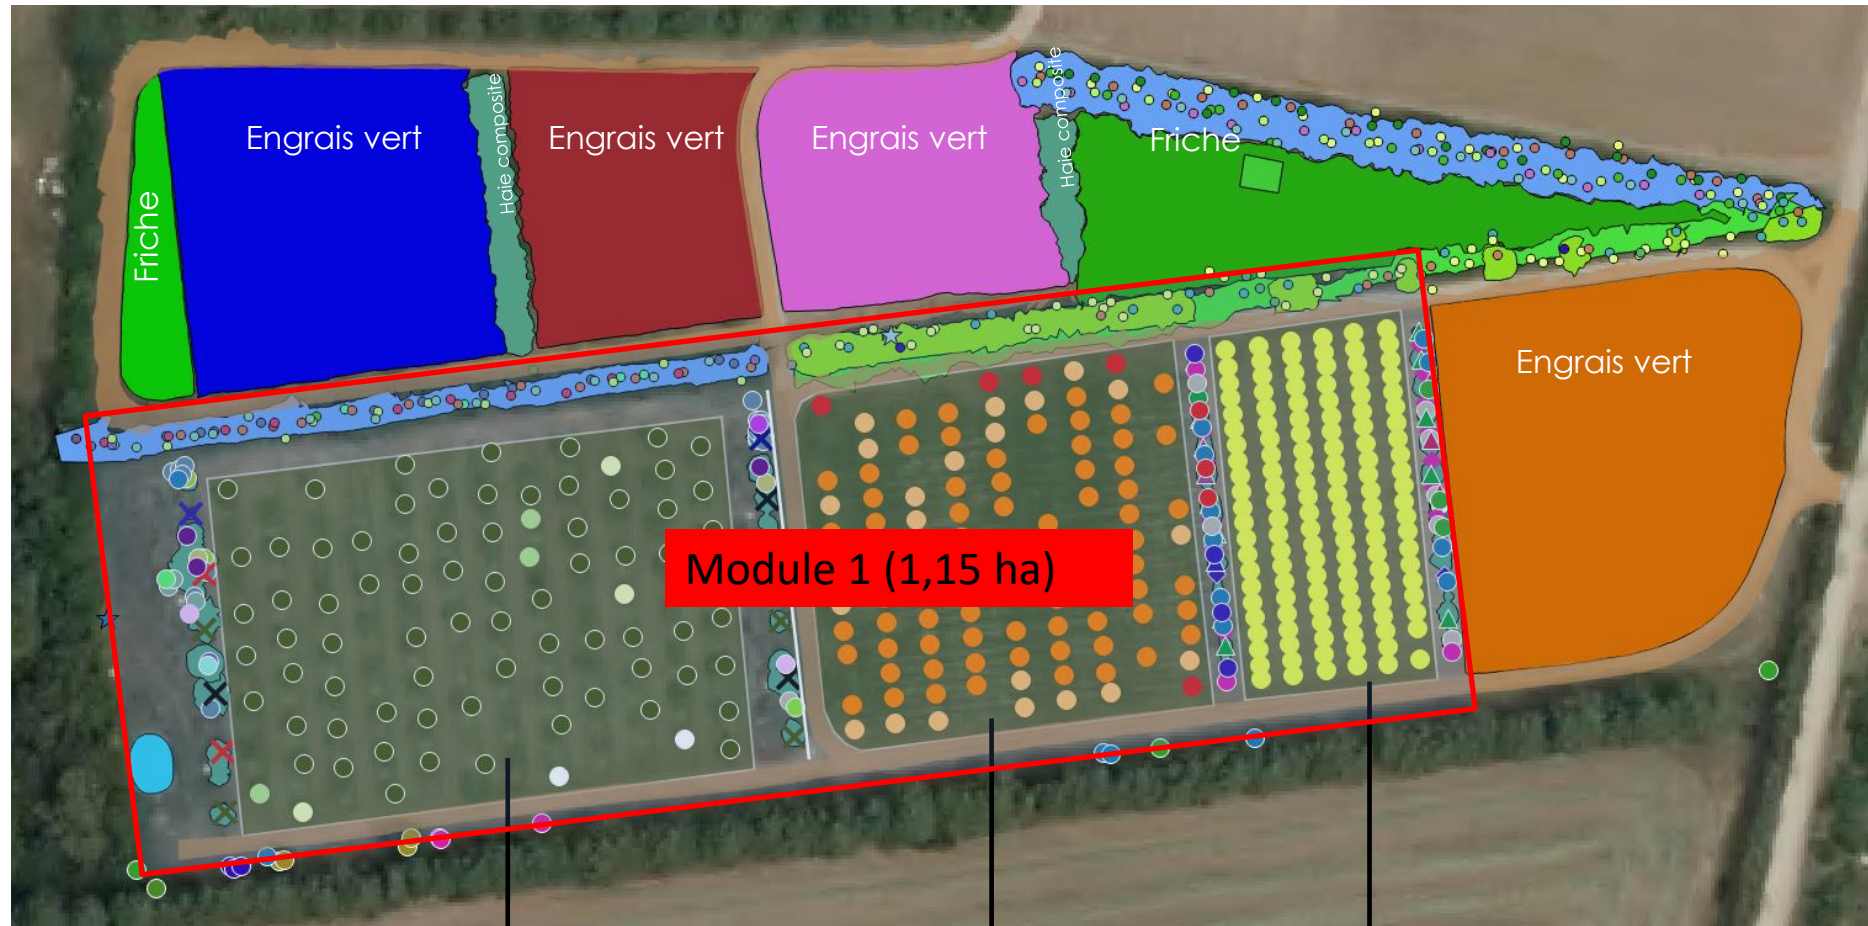 Haie composite
Haie composite
Engrais vert
Engrais vert
Engrais vert
Friche
Friche
Engrais vert
Module 1 (1,15 ha)